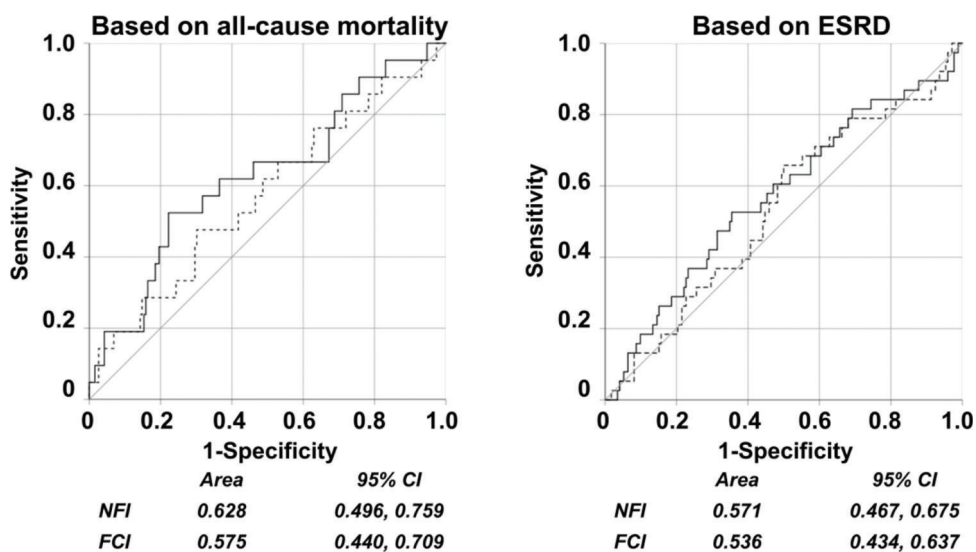 Based on all-cause mortality
1.0
0.8
0.6
0.4
0.2
0
Sensitivity
0 0.2 0.4 0.6 0.8 1.0
1-Specificity
Area 95% CI
NFI 0.628 0.496, 0.759
FCI 0.575 0.440, 0.709
Based on ESRD
1.0
0.8
0.6
0.4
0.2
0
Sensitivity
0 0.2 0.4 0.6 0.8 1.0
1-Specificity
Area 95% CI
NFI 0.571 0.467, 0.675
FCI 0.536 0.434, 0.637